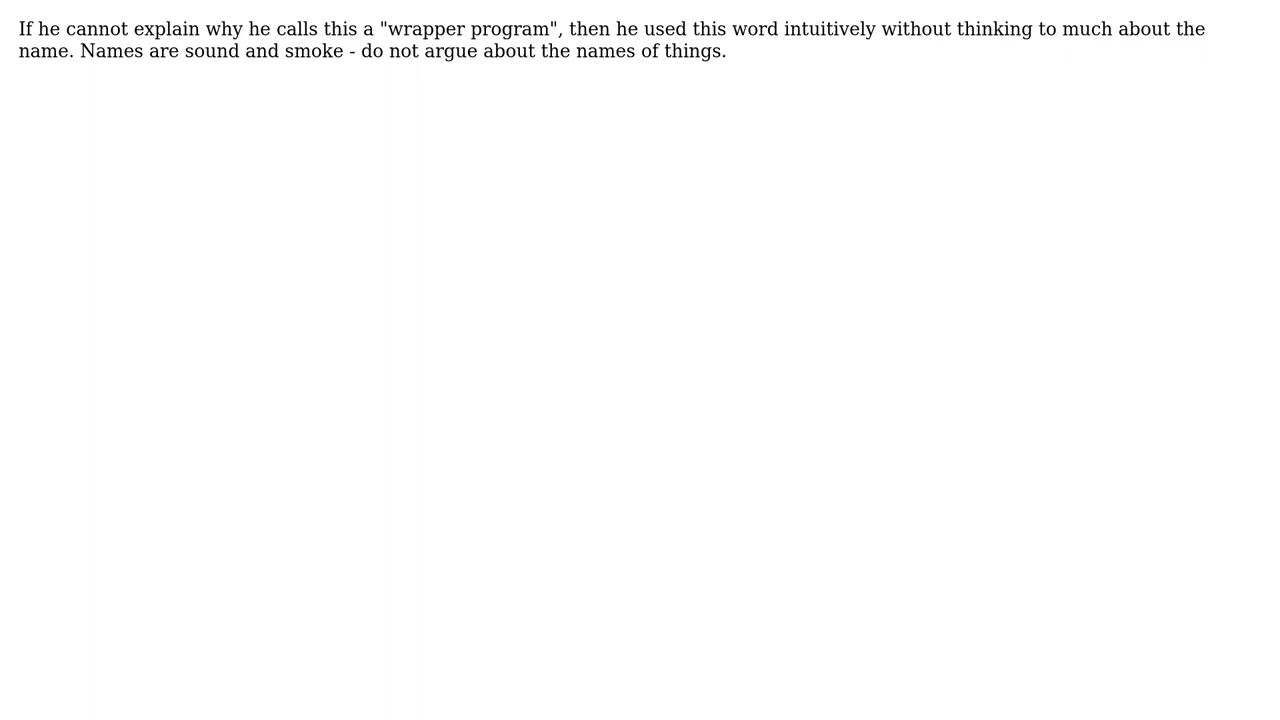 If he cannot explain why he calls this a "wrapper program", then he used this word intuitively without thinking to much about the
name. Names are sound and smoke - do not argue about the names of things.